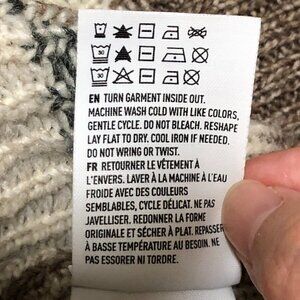 30
30
30
EN TURN GARMENT INSIDE OUT.
MACHINE WASH COLD WITH LIKE COLORS,
GENTLE CYCLE. DO NOT BLEACH. RESHAPE
LAY FLAT TO DRY. COOL IRON IF NEEDED.
DO NOT WRING OR TWIST.
FR RETOURNER LE VÊTEMENT À
L'ENVERS. LAVER À LA MACHINE À L'EAU
FROIDE AVEC DES COULEURS
SEMBLABLES, CYCLE DÉLICAT. NE PAS
JAVELLISER. REDONNER LA FORME
ORIGINALE ET SÉCHER À PLAT. REPASSER
À BASSE TEMPÉRATURE AU BESOIN. NE
PAS ESSORER NI TORDRE.